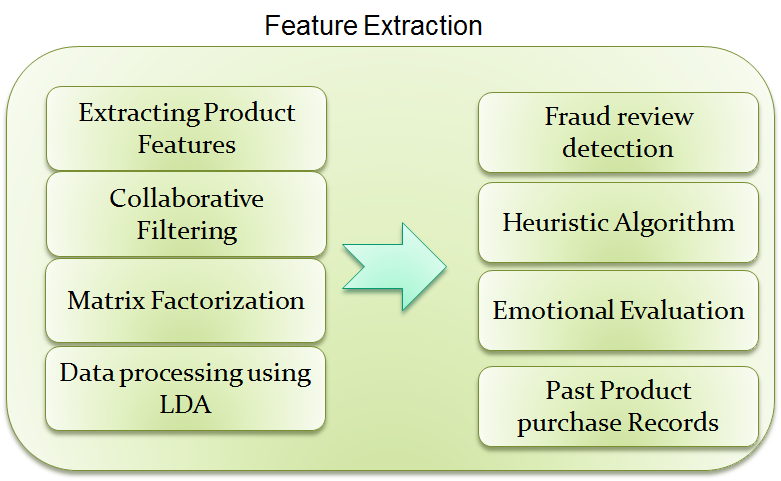 Feature Extraction
Extracting Product
Features
Collaborative
Filtering
Matrix Factorization
Data processing using
LDA
Fraud review
detection
Heuristic Algorithm
Emotional Evaluation
Past Product
purchase Records